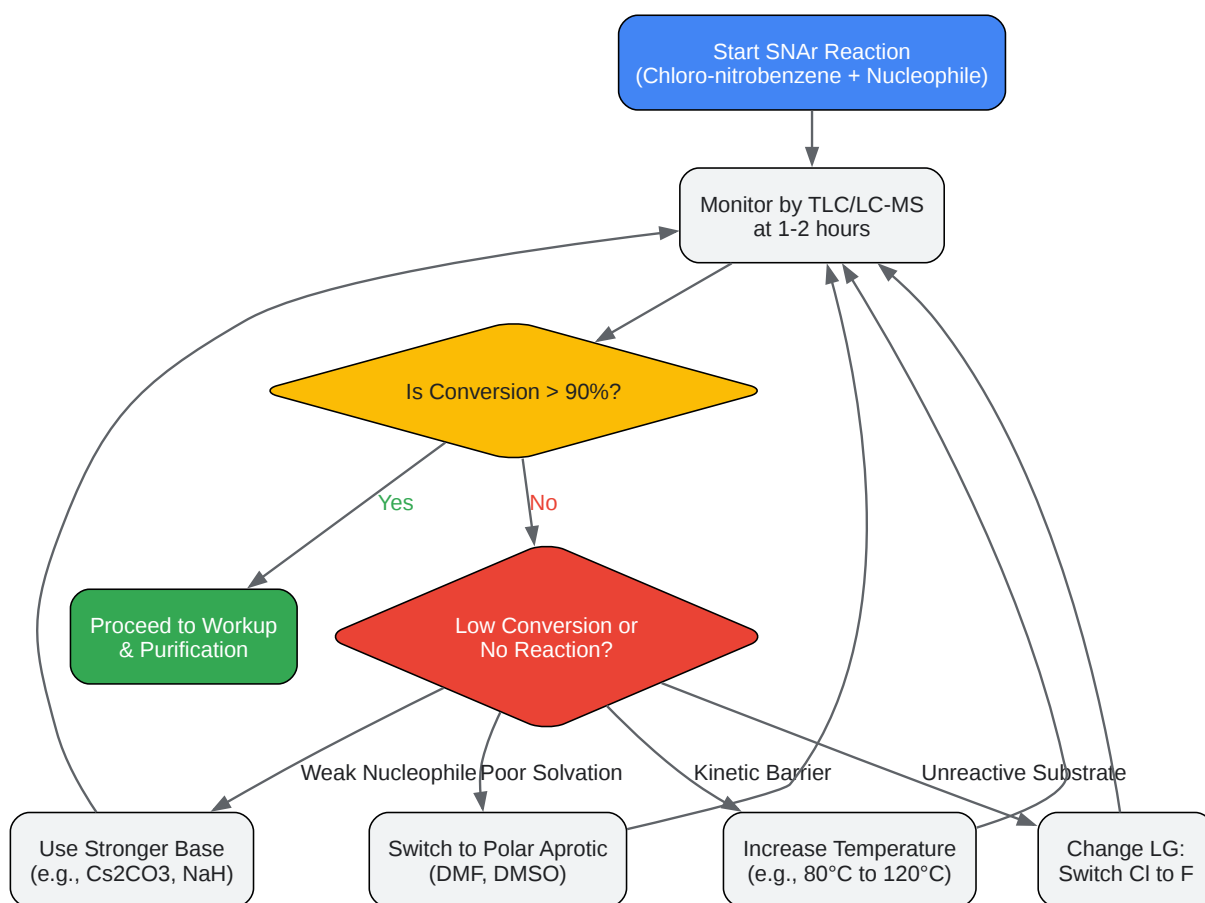 Start SNAr Reaction
(Chloro-nitrobenzene + Nucleophile)
Monitor by TLC/LC-MS
at 1-2 hours
Is Conversion > 90%?
Yes
No
Proceed to Workup
& Purification
Low Conversion or
No Reaction?
Weak Nucleophile
Poor Solvation
Kinetic Barrier
Unreactive Substrate
Use Stronger Base
(e.g., Cs2CO3, NaH)
Switch to Polar Aprotic
(DMF, DMSO)
Increase Temperature
(e.g., 80°C to 120°C)
Change LG:
Switch Cl to F